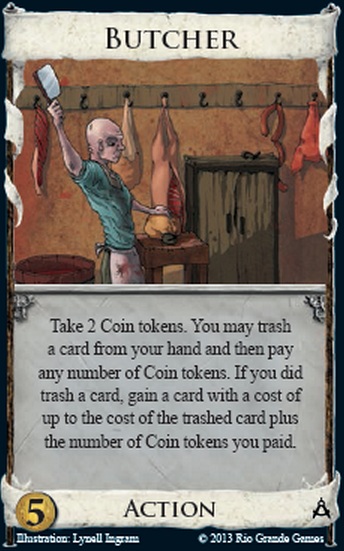 BUTCHER
Take 2 Coin tokens. You may trash
a card from your hand and then pay
any number of Coin tokens. If you did
trash a card, gain a card with a cost of
up to the cost of the trashed card plus
the number of Coin tokens you paid.
5
ACTION
Illustration: Lynell Ingram
© 2013 Rio Grande Games